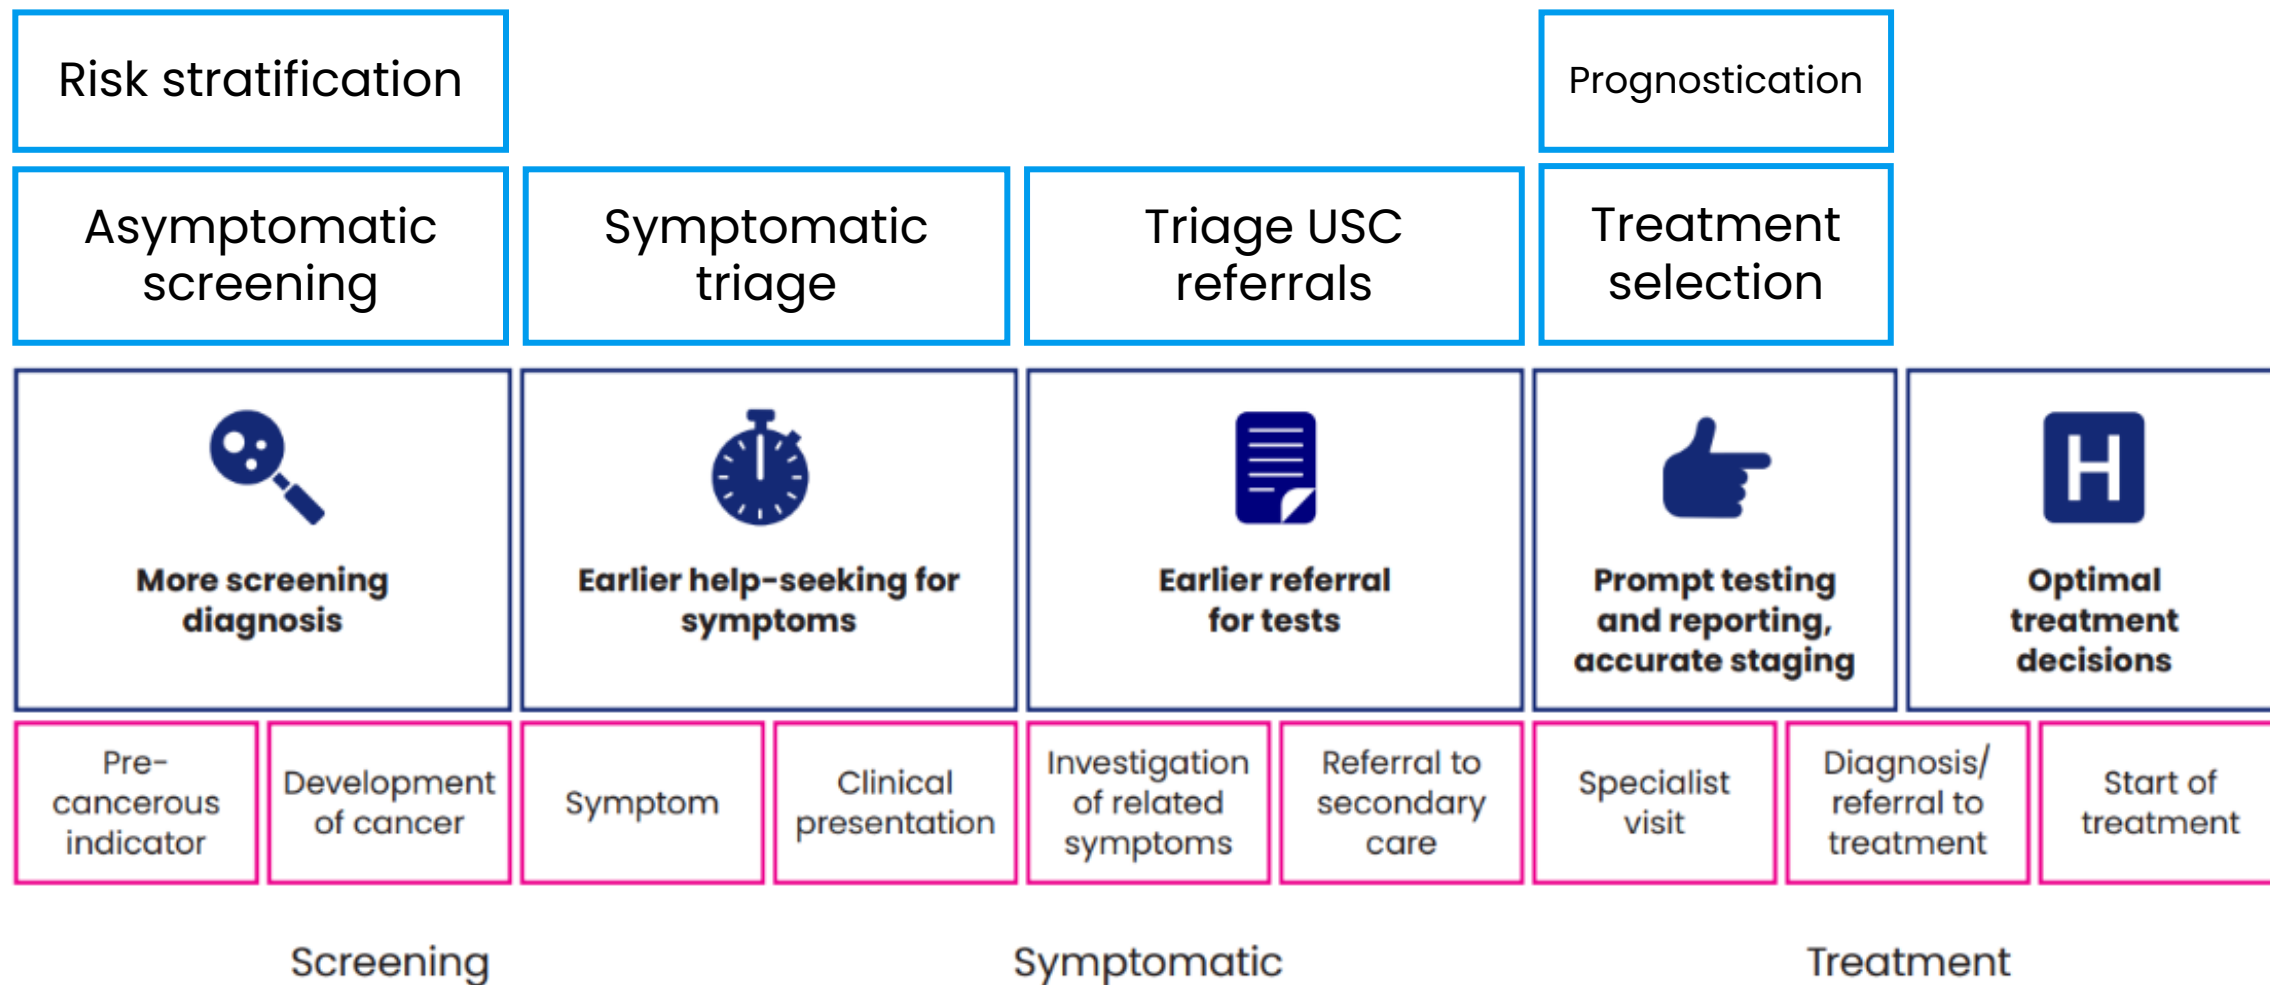 Risk stratification
Prognostication
Asymptomatic
screening
Symptomatic
triage
Triage USC
referrals
Treatment
selection
More screening
diagnosis
Earlier help-seeking for
symptoms
Earlier referral
for tests
Prompt testing
and reporting,
accurate staging
H
Optimal
treatment
decisions
Pre-
cancerous
indicator
Development
of cancer
Symptom
Clinical
presentation
Investigation
of related
symptoms
Referral to
secondary
care
Specialist
visit
Diagnosis/
referral to
treatment
Start of
treatment
Screening
Symptomatic
Treatment